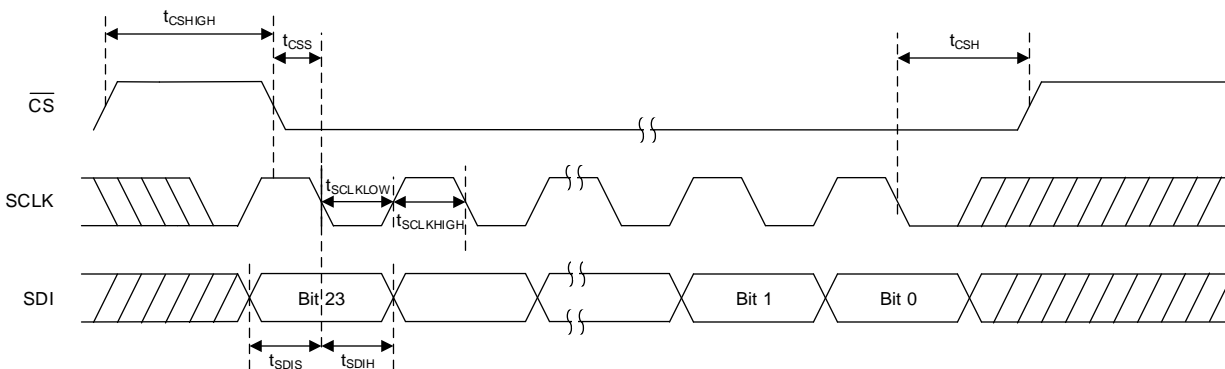 tCSHIGH
tCSS
tCSH
CS
SCLK
tSCLKLOW
tSCLKHIGH
SDI
Bit 23
Bit 1
Bit 0
tSDIS
tSDIH